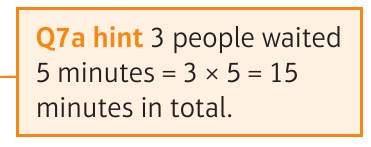 Q7a hint 3 people waited
5 minutes = 3 × 5 = 15
minutes in total.